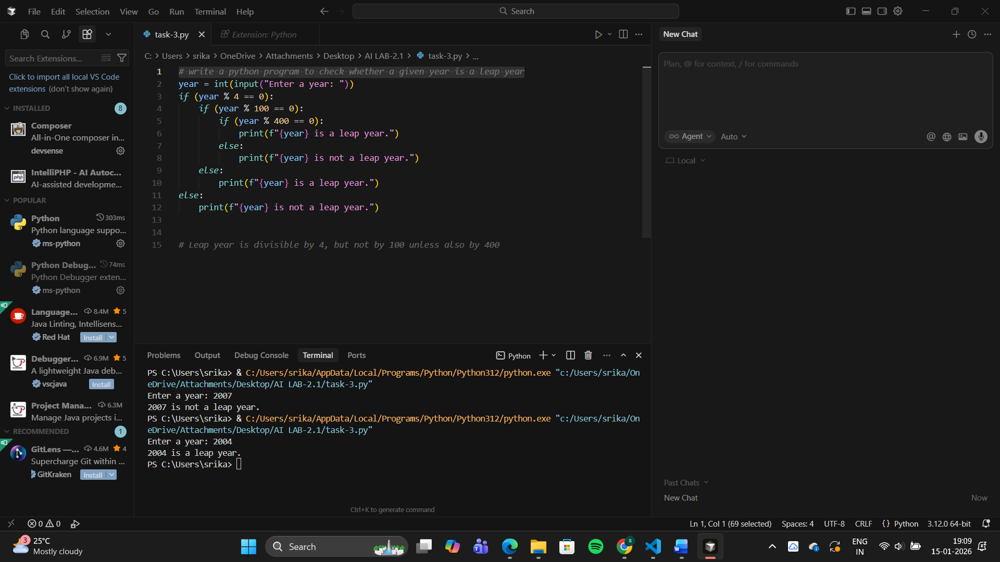 File Edit Selection View Go Run Terminal Help
Search
task-3.py
Extension: Python
New Chat
Search Extensions...
C: > Users > srika > OneDrive > Attachments > Desktop > AI LAB-2.1 > task-3.py > ...
Click to import all local VS Code
extensions (don't show again)
INSTALLED 8
Composer
All-in-One composer in...
devsense
IntelliPHP - AI Autoc...
AI-assisted developme...
POPULAR
Python 303ms
Python language suppo...
ms-python
Python Debug... 74ms
Python Debugger exten...
ms-python
Language... 8.4M 5
Java Linting, Intellisens...
Red Hat Install
Debugger... 6.9M 5
A lightweight Java deb...
vscjava Install
Project Mana... 6.3M
Manage Java projects i...
RECOMMENDED 1
GitLens —... 4.6M 4
Supercharge Git within ...
GitKraken Install
1 # write a python program to check whether a given year is a leap year
2 year = int(input("Enter a year: "))
3 if (year % 4 == 0):
4 if (year % 100 == 0):
5 if (year % 400 == 0):
6 print(f"{year} is a leap year.")
7 else:
8 print(f"{year} is not a leap year.")
9 else:
10 print(f"{year} is a leap year.")
11 else:
12 print(f"{year} is not a leap year.")
13
14
15 # Leap year is divisible by 4, but not by 100 unless also by 400
Problems Output Debug Console Terminal Ports
Python
PS C:\Users\srika> & C:/Users/srika/AppData/Local/Programs/Python/Python312/python.exe "c:/Users/srika/On
eDrive/Attachments/Desktop/AI LAB-2.1/task-3.py"
Enter a year: 2007
2007 is not a leap year.
PS C:\Users\srika> & C:/Users/srika/AppData/Local/Programs/Python/Python312/python.exe "c:/Users/srika/On
eDrive/Attachments/Desktop/AI LAB-2.1/task-3.py"
Enter a year: 2004
2004 is a leap year.
PS C:\Users\srika>
Ctrl+K to generate command
Plan, @ for context, / for commands
Agent Auto
Local
Past Chats
New Chat Now
0 0
Ln 1, Col 1 (69 selected) Spaces: 4 UTF-8 CRLF {} Python 3.12.0 64-bit
3
25°C
Mostly cloudy
Search
ENG
IN
19:09
15-01-2026